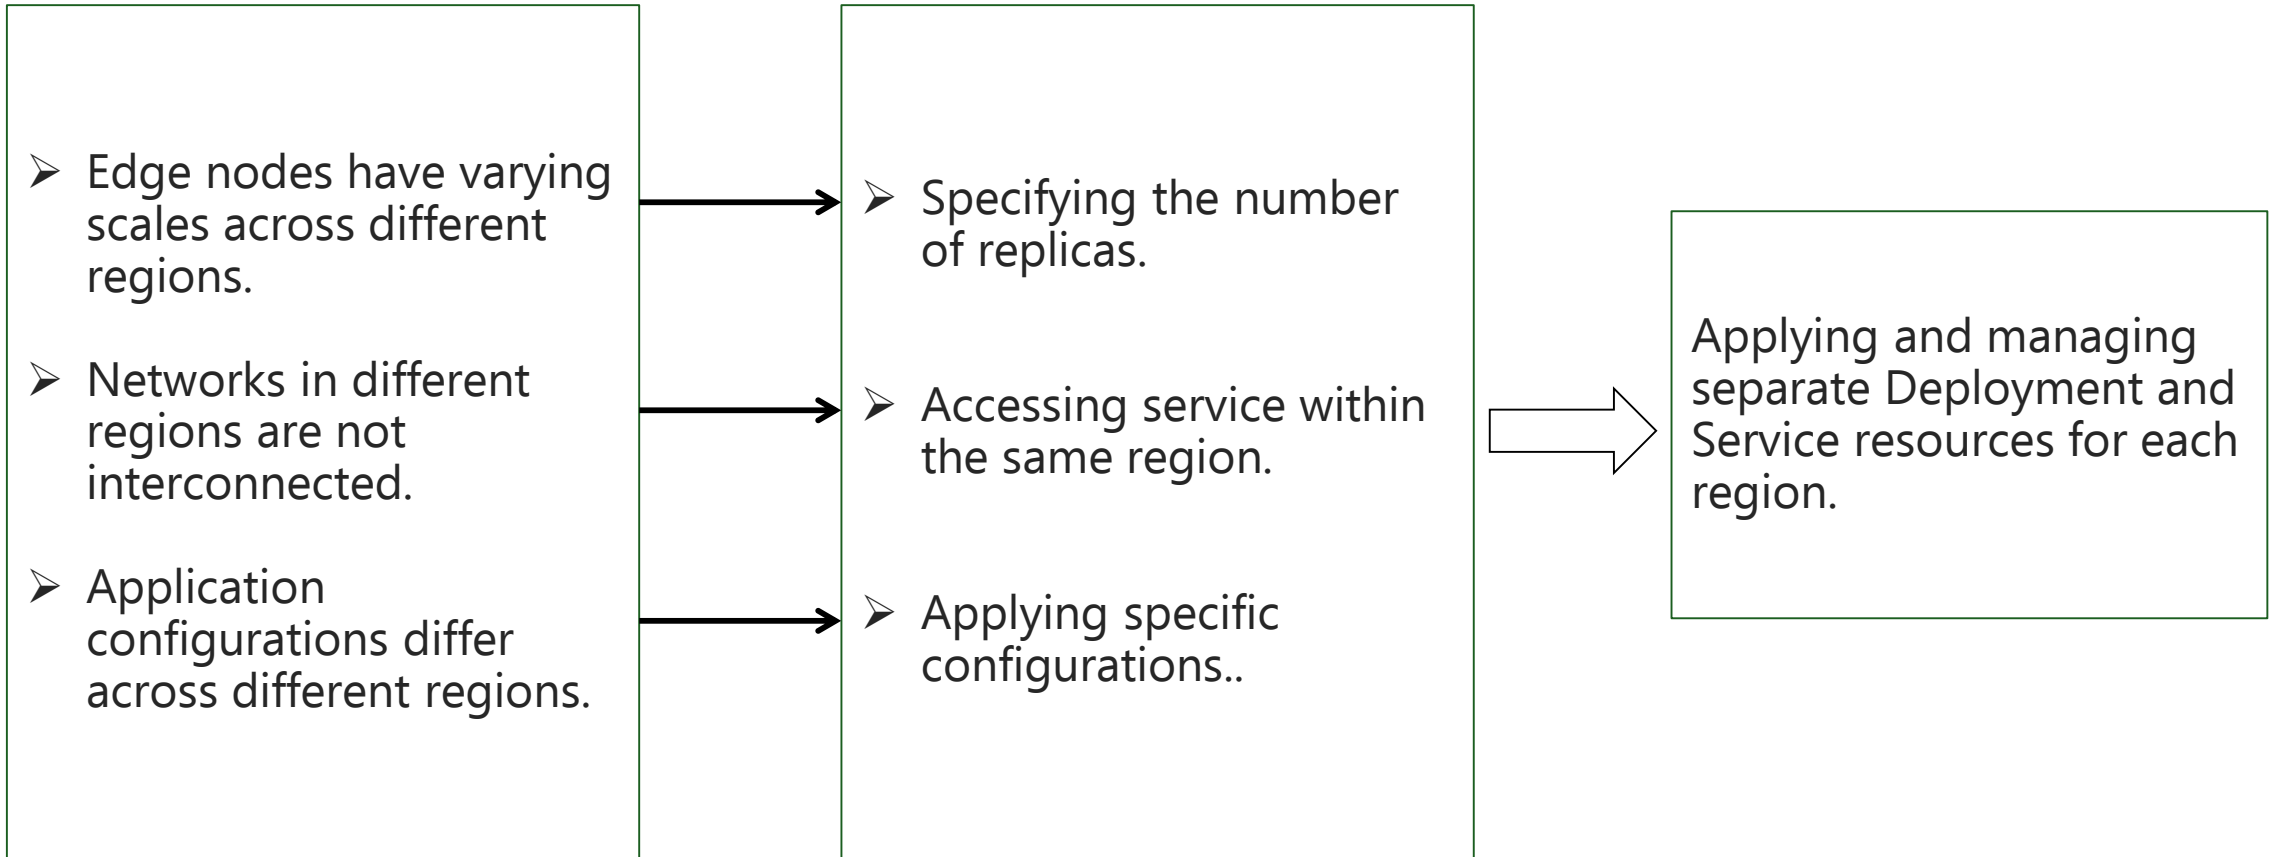 Edge nodes have varying
scales across different
regions.
Networks in different
regions are not
interconnected.
Application
configurations differ
across different regions.
Specifying the number
of replicas.
Accessing service within
the same region.
Applying specific
configurations..
Applying and managing
separate Deployment and
Service resources for each
region.